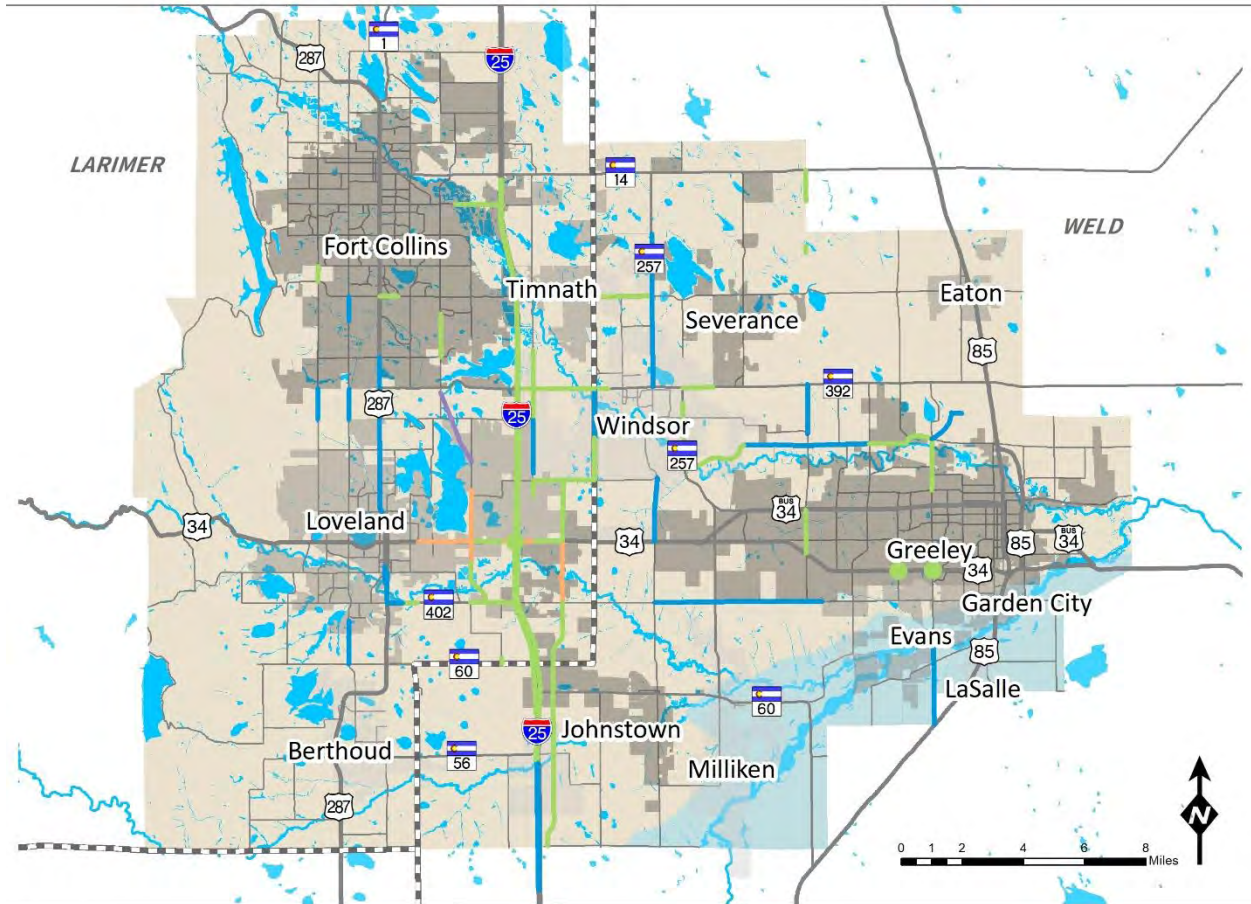 287
1
25
LARIMER
14
WELD
Fort Collins
257
Timnath
Eaton
Severance
85
392
287
25
Windsor
257
34
Loveland
BUS
34
34
Greeley
85
BUS
34
34
402
Garden City
Evans
85
60
LaSalle
60
Johnstown
25
Berthoud
56
Milliken
287
N
0 1 2 4 6 8
Miles